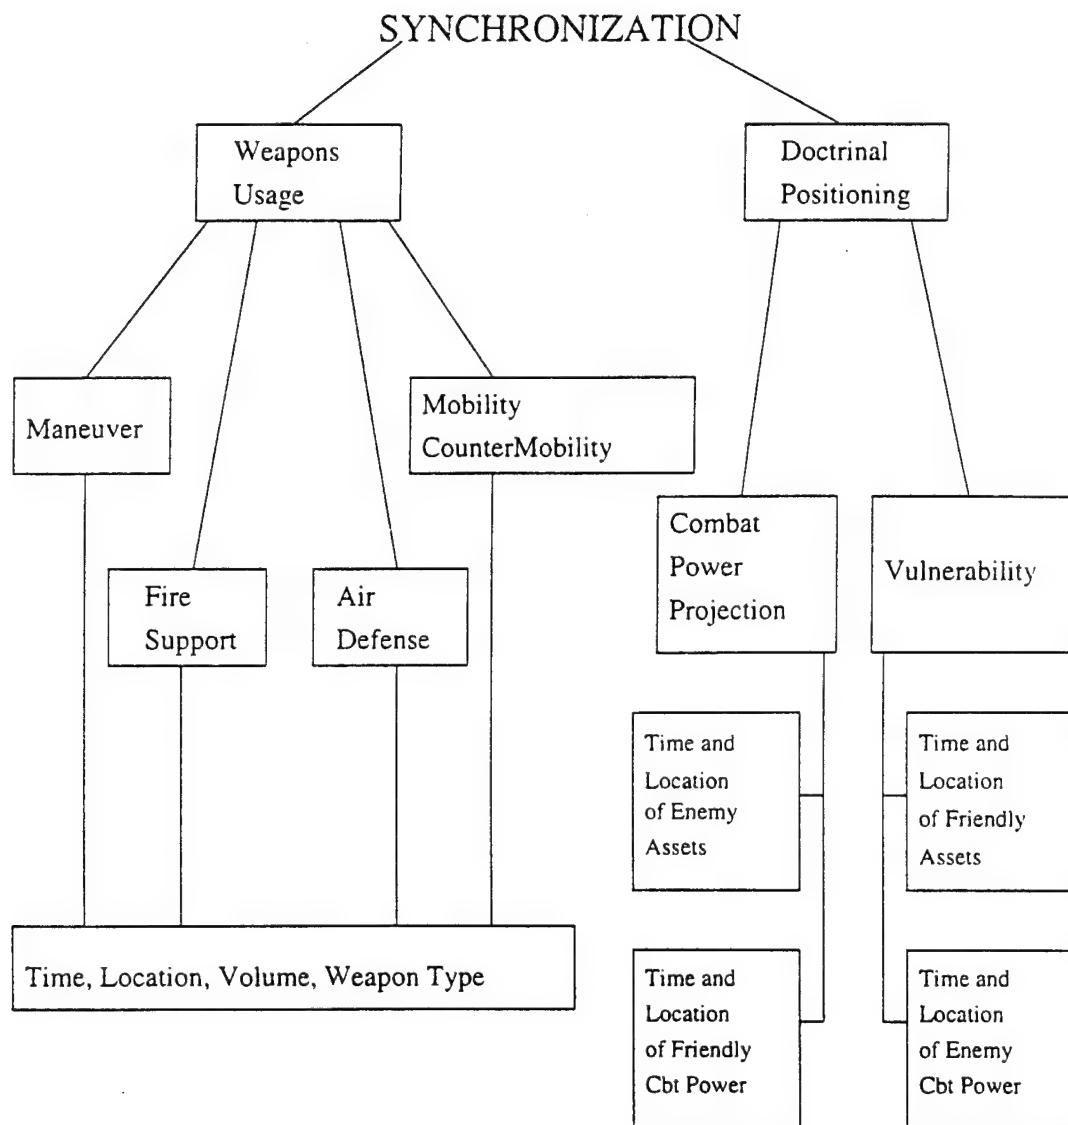 SYNCHRONIZATION
Weapons
Usage
Doctrinal
Positioning
Maneuver
Mobility
CounterMobility
Combat
Power
Projection
Vulnerability
Fire
Support
Air
Defense
Time and
Location
of Enemy
Assets
Time and
Location
of Friendly
Assets
Time, Location, Volume, Weapon Type
Time and
Location
of Friendly
Cbt Power
Time and
Location
of Enemy
Cbt Power